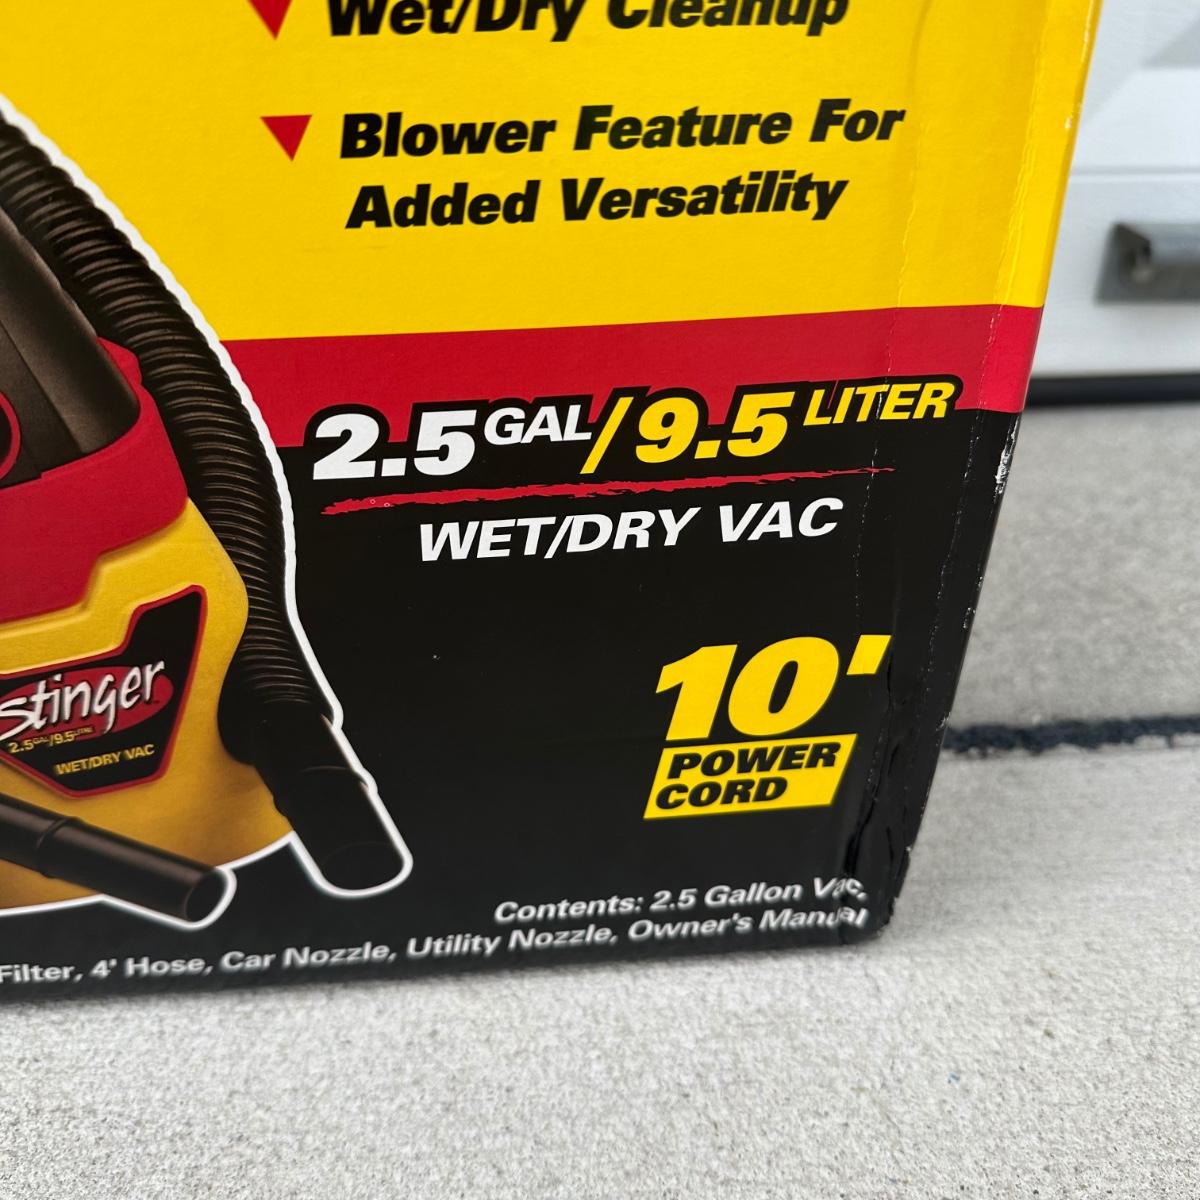 Wet/Dry Cleanup
Blower Feature For
Added Versatility
2.5 GAL/9.5 LITER
WET/DRY VAC
stinger
2.5 GAL/9.5 LITRE
WET/DRY VAC
10'
POWER
CORD
Contents: 2.5 Gallon Vac,
Filter, 4' Hose, Car Nozzle, Utility Nozzle, Owner's Manual